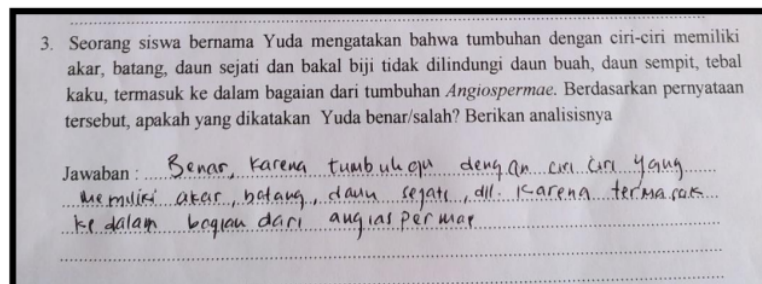 3. Seorang siswa bernama Yuda mengatakan bahwa tumbuhan dengan ciri-ciri memiliki
akar, batang, daun sejati dan bakal biji tidak dilindungi daun buah, daun sempit, tebal
kaku, termasuk ke dalam bagaian dari tumbuhan Angiospermae. Berdasarkan pernyataan
tersebut, apakah yang dikatakan Yuda benar/salah? Berikan analisisnya
Jawaban : Benar, karena tumbuhan dengan ciri ciri yang
memiliki akar, batang, daun sejati, dll. Karena termasuk
ke dalam bagian dari angiaspermae